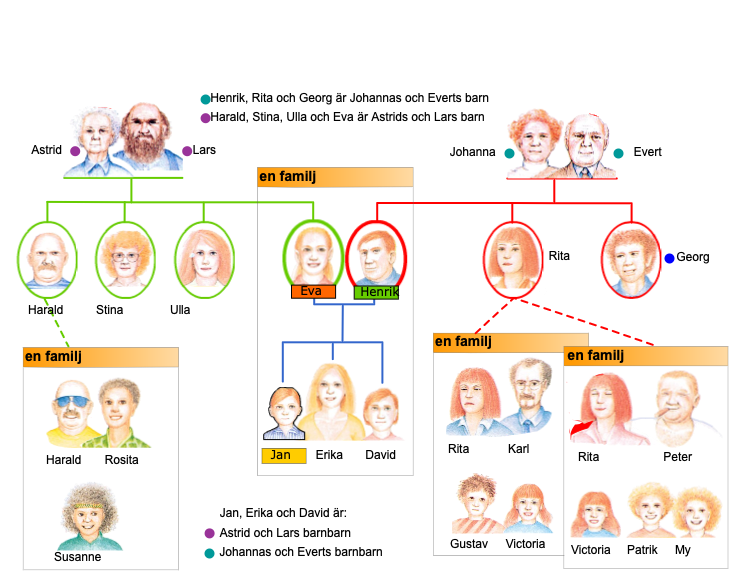 Henrik, Rita och Georg är Johannas och Everts barn
Harald, Stina, Ulla och Eva är Astrids och Lars barn
Astrid
Lars
Johanna
Evert
en familj
Rita
Georg
Eva
Henrik
Harald
Stina
Ulla
en familj
en familj
en familj
Rita
Karl
Rita
Peter
Harald
Rosita
Jan
Erika
David
Jan, Erika och David är:
Astrid och Lars barnbarn
Johannas och Everts barnbarn
Gustav
Victoria
Victoria
Patrik
My
Susanne